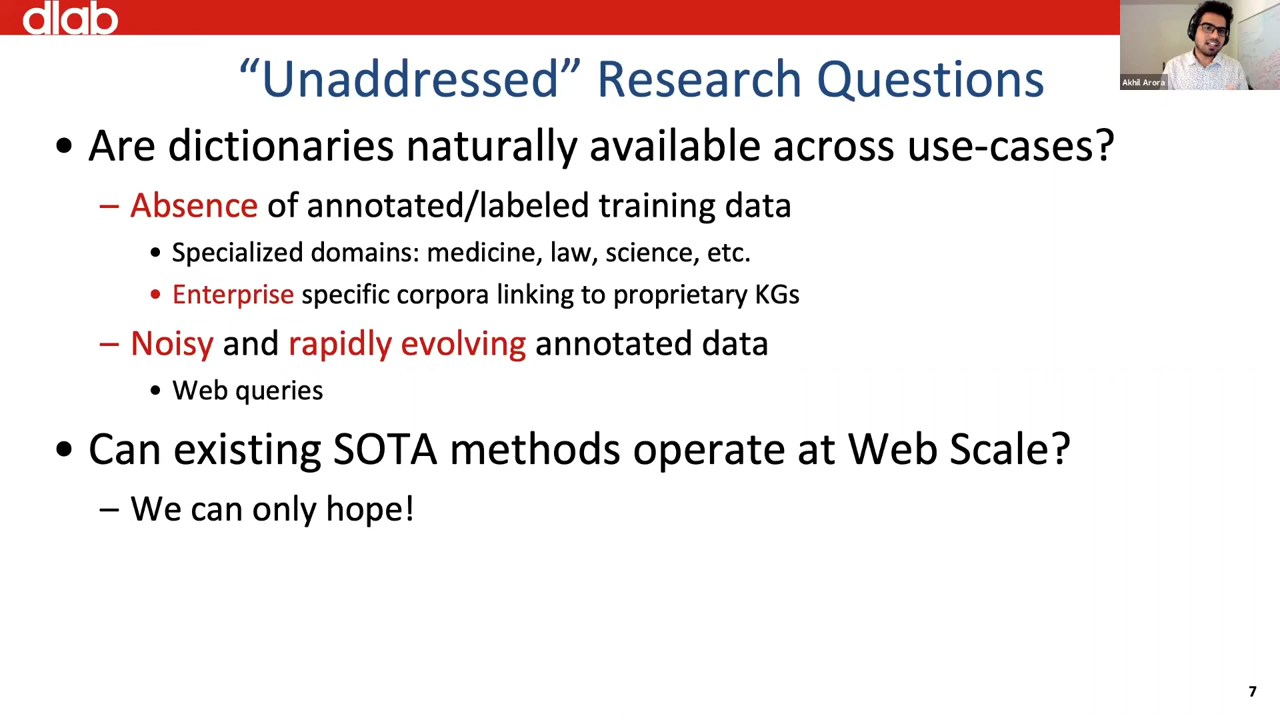 dlab
Akhil Arora
“Unaddressed” Research Questions
• Are dictionaries naturally available across use-cases?
– Absence of annotated/labeled training data
• Specialized domains: medicine, law, science, etc.
• Enterprise specific corpora linking to proprietary KGs
– Noisy and rapidly evolving annotated data
• Web queries
• Can existing SOTA methods operate at Web Scale?
– We can only hope!
7